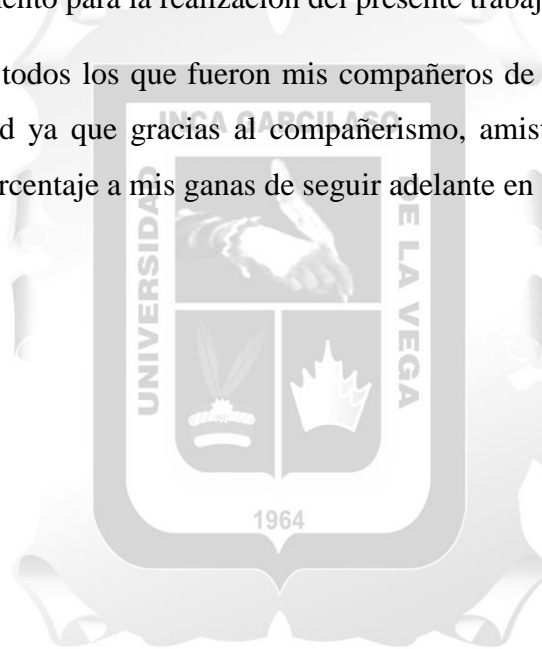 ento para la realización del presente trabaj
todos los que fueron mis compañeros de
d ya que gracias al compañerismo, amist
rcentaje a mis ganas de seguir adelante en
INCA GARCILASO
UNIVERSIDAD
DE LA VEGA
1964